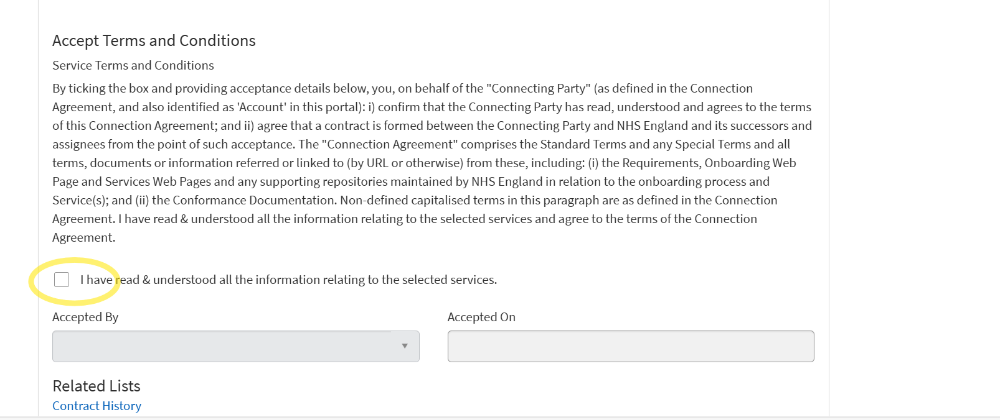 Accept Terms and Conditions
Service Terms and Conditions
By ticking the box and providing acceptance details below, you, on behalf of the "Connecting Party" (as defined in the Connection
Agreement, and also identified as 'Account' in this portal): i) confirm that the Connecting Party has read, understood and agrees to the terms
of this Connection Agreement; and ii) agree that a contract is formed between the Connecting Party and NHS England and its successors and
assignees from the point of such acceptance. The "Connection Agreement" comprises the Standard Terms and any Special Terms and all
terms, documents or information referred or linked to (by URL or otherwise) from these, including: (i) the Requirements, Onboarding Web
Page and Services Web Pages and any supporting repositories maintained by NHS England in relation to the onboarding process and
Service(s); and (ii) the Conformance Documentation. Non-defined capitalised terms in this paragraph are as defined in the Connection
Agreement. I have read & understood all the information relating to the selected services and agree to the terms of the Connection
Agreement.
I have read & understood all the information relating to the selected services.
Accepted By
Accepted On
Related Lists
Contract History